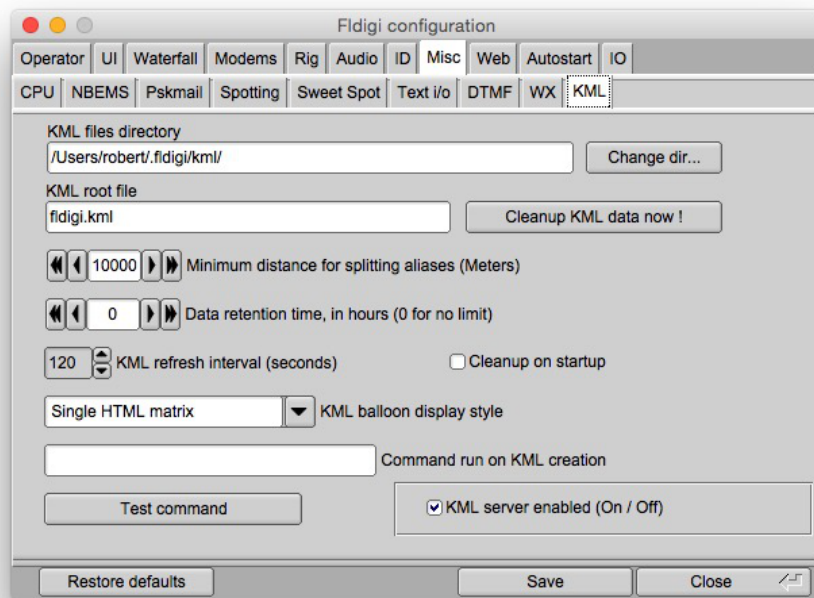 Fldigi configuration
Operator UI Waterfall Modems Rig Audio ID Misc Web Autostart IO
CPU NBEMS Pskmail Spotting Sweet Spot Text i/o DTMF WX KML
KML files directory
/Users/robert/.fldigi/kml/ Change dir...
KML root file
fldigi.kml Cleanup KML data now !
10000 Minimum distance for splitting aliases (Meters)
0 Data retention time, in hours (0 for no limit)
120 KML refresh interval (seconds) Cleanup on startup
Single HTML matrix KML balloon display style
Command run on KML creation
Test command KML server enabled (On / Off)
Restore defaults Save Close